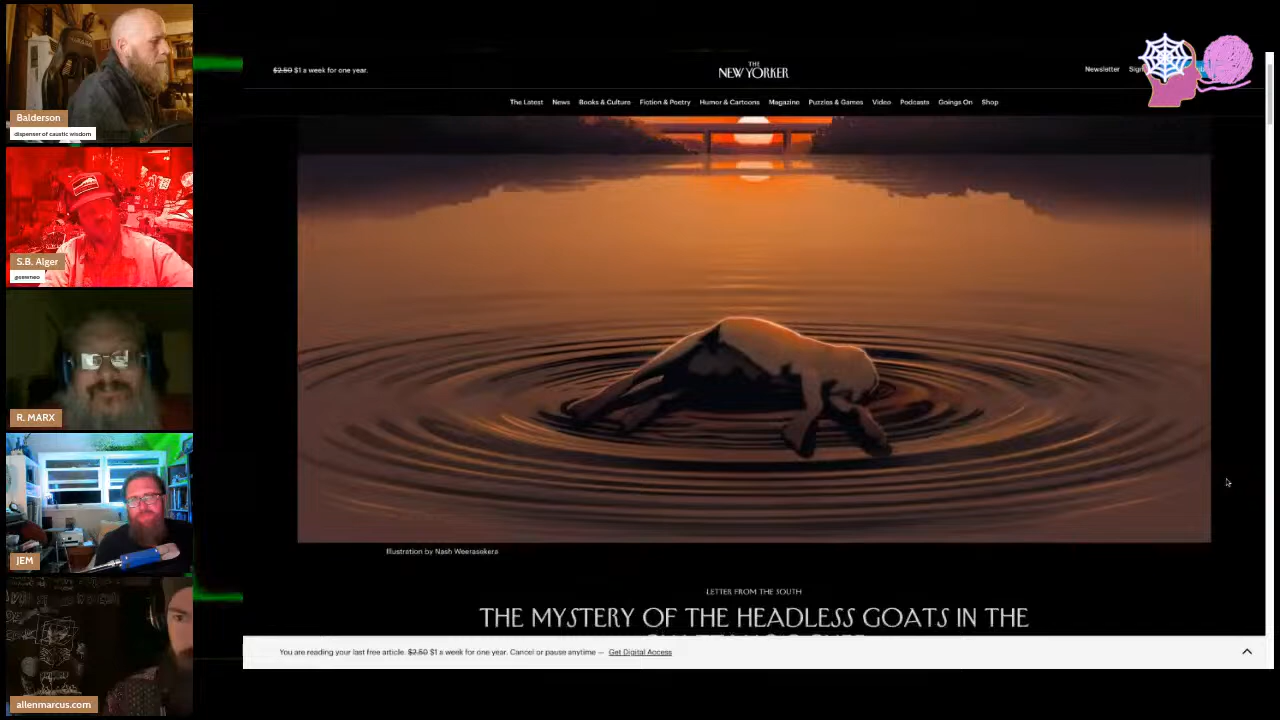 Balderson
dispenser of caustic wisdom
S.B. Alger
R. MARX
JEM
allenmarcus.com
$2.50 $1 a week for one year.
THE
NEW YORKER
Newsletter
The Latest News Books & Culture Fiction & Poetry Humor & Cartoons Magazine Puzzles & Games Video Podcasts Goings On Shop
Illustration by Nash Weerasekera
LETTER FROM THE SOUTH
THE MYSTERY OF THE HEADLESS GOATS IN THE
You are reading your last free article. $2.50 $1 a week for one year. Cancel or pause anytime — Get Digital Access